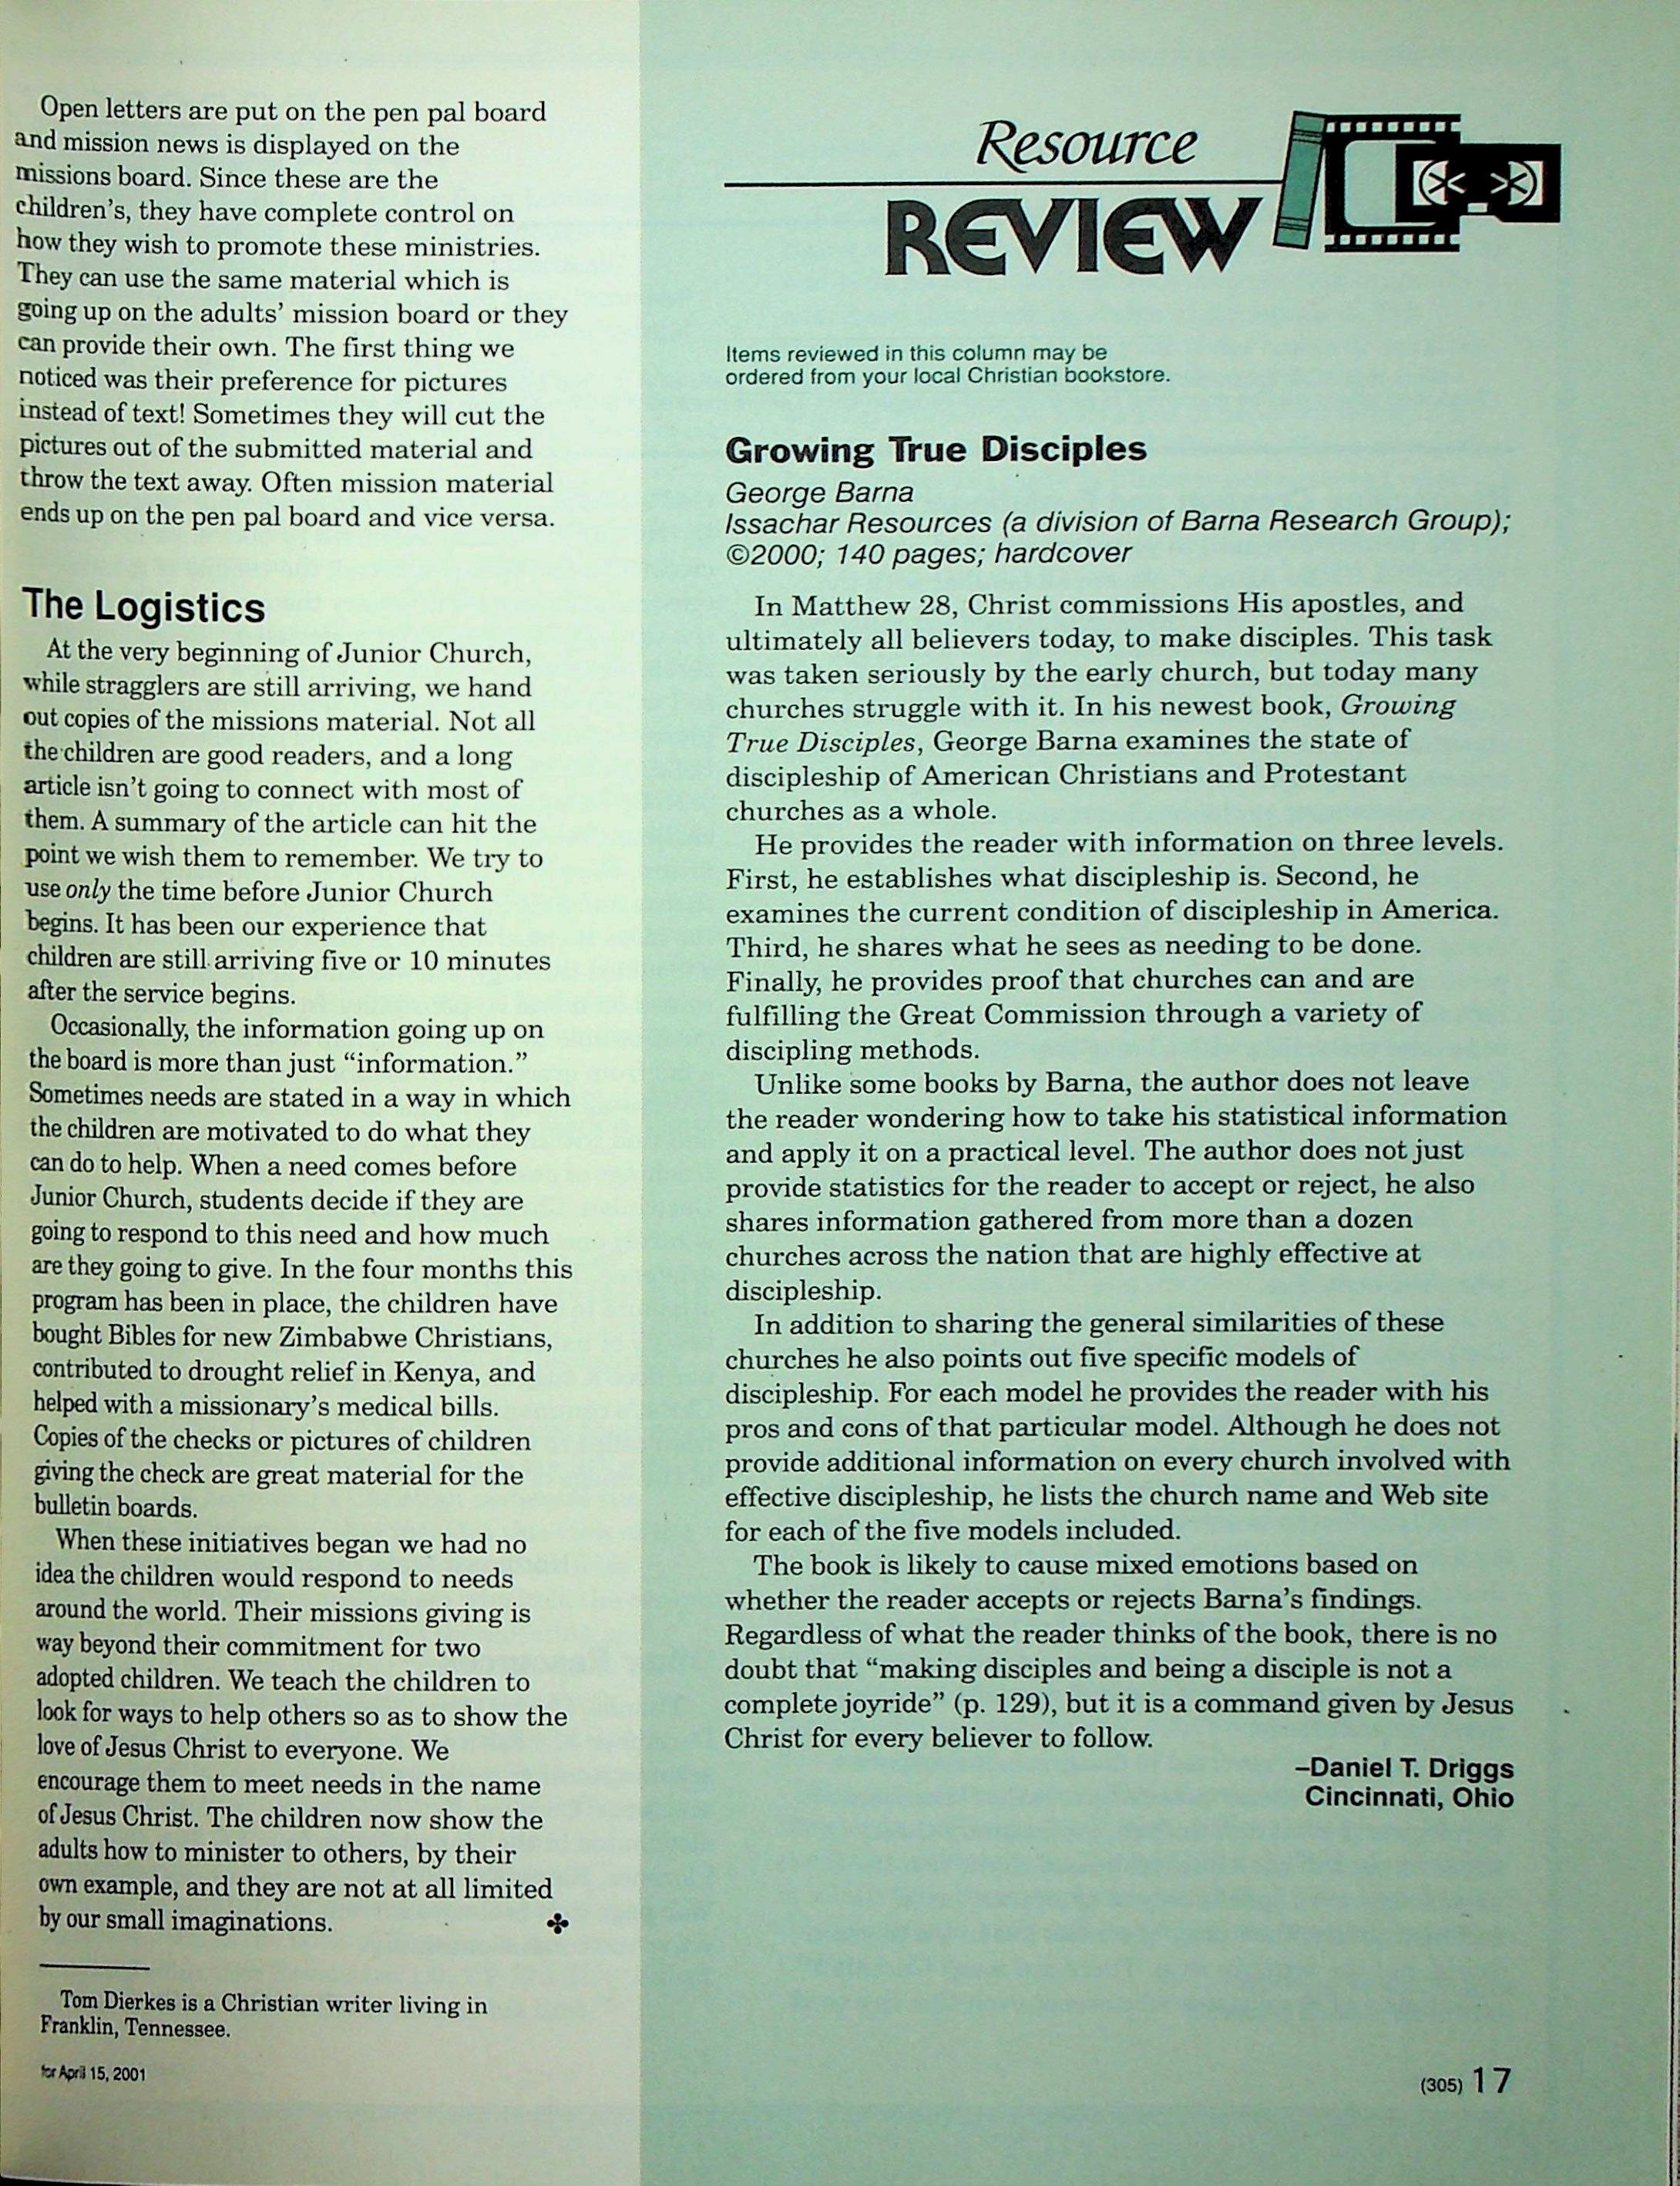 Open letters are put on the pen pal board
and mission news is displayed on the
missions board. Since these are the
children's, they have complete control on
how they wish to promote these ministries.
They can use the same material which is
going up on the adults' mission board or they
can provide their own. The first thing we
noticed was their preference for pictures
instead of text! Sometimes they will cut the
pictures out of the submitted material and
throw the text away. Often mission material
ends up on the pen pal board and vice versa.
The Logistics
At the very beginning of Junior Church,
while stragglers are still arriving, we hand
out copies of the missions material. Not all
the children are good readers, and a long
article isn't going to connect with most of
them. A summary of the article can hit the
point we wish them to remember. We try to
use only the time before Junior Church
begins. It has been our experience that
children are still arriving five or 10 minutes
after the service begins.
Occasionally, the information going up on
the board is more than just “information.”
Sometimes needs are stated in a way in which
the children are motivated to do what they
can do to help. When a need comes before
Junior Church, students decide if they are
going to respond to this need and how much
are they going to give. In the four months this
program has been in place, the children have
bought Bibles for new Zimbabwe Christians,
contributed to drought relief in Kenya, and
helped with a missionary's medical bills.
Copies of the checks or pictures of children
giving the check are great material for the
bulletin boards.
When these initiatives began we had no
idea the children would respond to needs
around the world. Their missions giving is
way beyond their commitment for two
adopted children. We teach the children to
look for ways to help others so as to show the
love of Jesus Christ to everyone. We
encourage them to meet needs in the name
of Jesus Christ. The children now show the
adults how to minister to others, by their
own example, and they are not at all limited
by our small imaginations.
Tom Dierkes is a Christian writer living in
Franklin, Tennessee.
for April 15, 2001
Resource
REVIEW
Items reviewed in this column may be
ordered from your local Christian bookstore.
Growing True Disciples
George Barna
Issachar Resources (a division of Barna Research Group);
©2000; 140 pages; hardcover
In Matthew 28, Christ commissions His apostles, and
ultimately all believers today, to make disciples. This task
was taken seriously by the early church, but today many
churches struggle with it. In his newest book, Growing
True Disciples, George Barna examines the state of
discipleship of American Christians and Protestant
churches as a whole.
He provides the reader with information on three levels.
First, he establishes what discipleship is. Second, he
examines the current condition of discipleship in America.
Third, he shares what he sees as needing to be done.
Finally, he provides proof that churches can and are
fulfilling the Great Commission through a variety of
discipling methods.
Unlike some books by Barna, the author does not leave
the reader wondering how to take his statistical information
and apply it on a practical level. The author does not just
provide statistics for the reader to accept or reject, he also
shares information gathered from more than a dozen
churches across the nation that are highly effective at
discipleship.
In addition to sharing the general similarities of these
churches he also points out five specific models of
discipleship. For each model he provides the reader with his
pros and cons of that particular model. Although he does not
provide additional information on every church involved with
effective discipleship, he lists the church name and Web site
for each of the five models included.
The book is likely to cause mixed emotions based on
whether the reader accepts or rejects Barna's findings.
Regardless of what the reader thinks of the book, there is no
doubt that “making disciples and being a disciple is not a
complete joyride” (p. 129), but it is a command given by Jesus
Christ for every believer to follow.
–Daniel T. Driggs
Cincinnati, Ohio
(305) 17